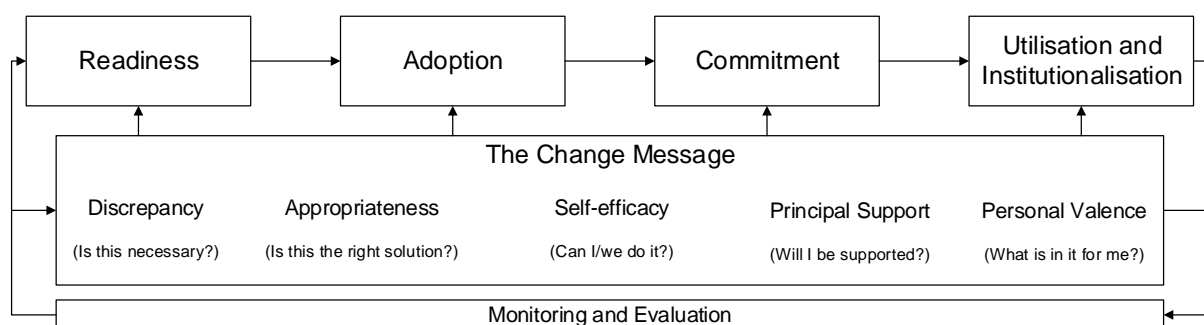 Readiness
Adoption
Commitment
Utilisation and
Institutionalisation
The Change Message
Discrepancy
Appropriateness
Self-efficacy
Principal Support
Personal Valence
(Is this necessary?)
(Is this the right solution?)
(Can I/we do it?)
(Will I be supported?)
(What is in it for me?)
Monitoring and Evaluation